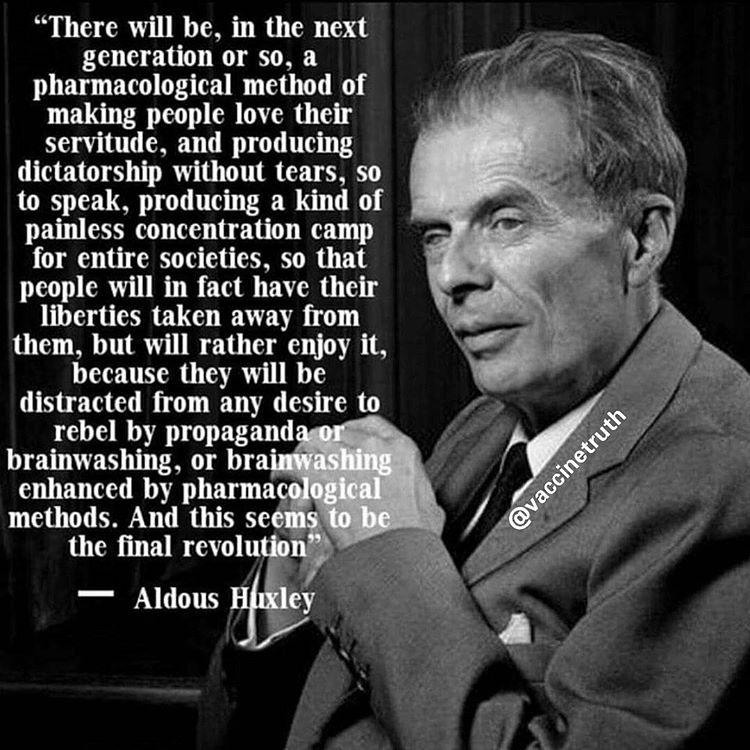 “There will be, in the next
generation or so, a
pharmacological method of
making people love their
servitude, and producing
dictatorship without tears, so
to speak, producing a kind of
painless concentration camp
for entire societies, so that
people will in fact have their
liberties taken away from
them, but will rather enjoy it,
because they will be
distracted from any desire to
rebel by propaganda or
brainwashing, or brainwashing
enhanced by pharmacological
methods. And this seems to be
the final revolution”
— Aldous Huxley
@vaccinetruth